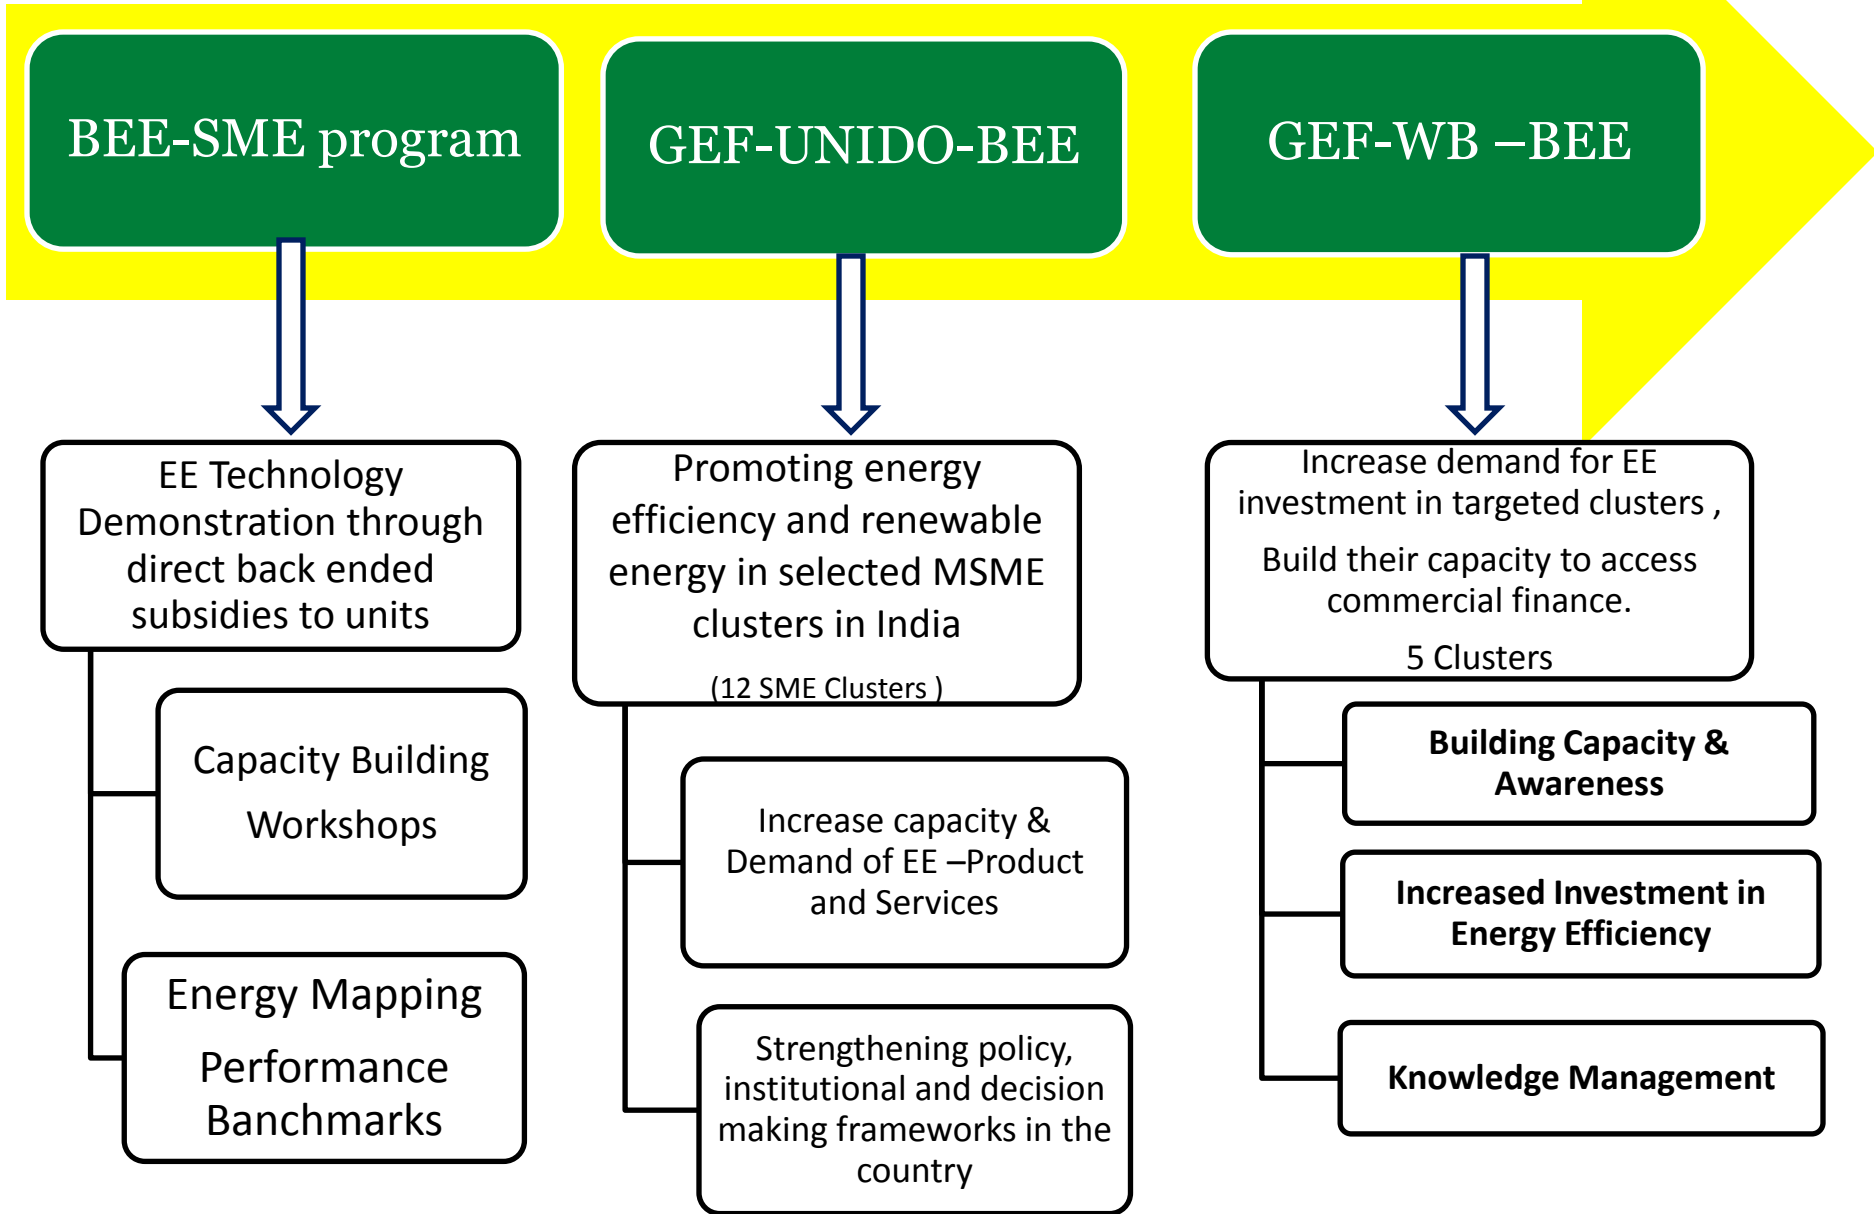 BEE-SME program
GEF-UNIDO-BEE
GEF-WB –BEE
EE Technology
Demonstration through
direct back ended
subsidies to units
Capacity Building
Workshops
Energy Mapping
Performance
Banchmarks
Promoting energy
efficiency and renewable
energy in selected MSME
clusters in India
(12 SME Clusters )
Increase capacity &
Demand of EE –Product
and Services
Strengthening policy,
institutional and decision
making frameworks in the
country
Increase demand for EE
investment in targeted clusters ,
Build their capacity to access
commercial finance.
5 Clusters
Building Capacity &
Awareness
Increased Investment in
Energy Efficiency
Knowledge Management